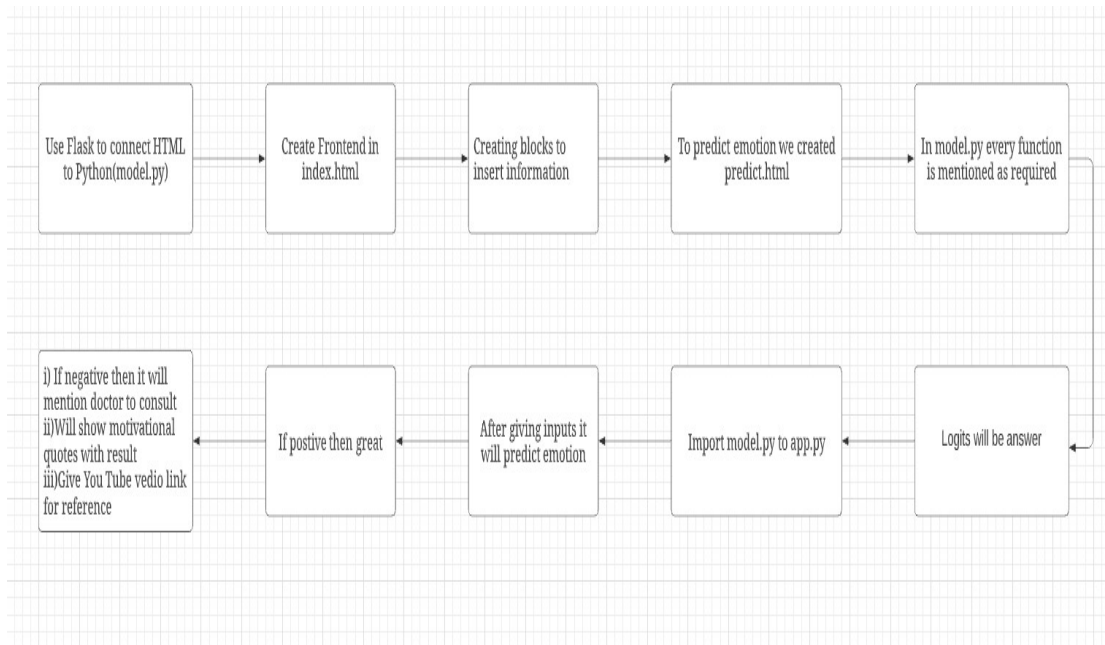 Use Flask to connect HTML
to Python(model.py)
Create Frontend in
index.html
Creating blocks to
insert information
To predict emotion we created
predict.html
In model.py every function
is mentioned as required
Logits will be answer
Import model.py to app.py
After giving inputs it
will predict emotion
If postive then great
i) If negative then it will
mention doctor to consult
ii)Will show motivational
quotes with result
iii)Give You Tube vedio link
for reference